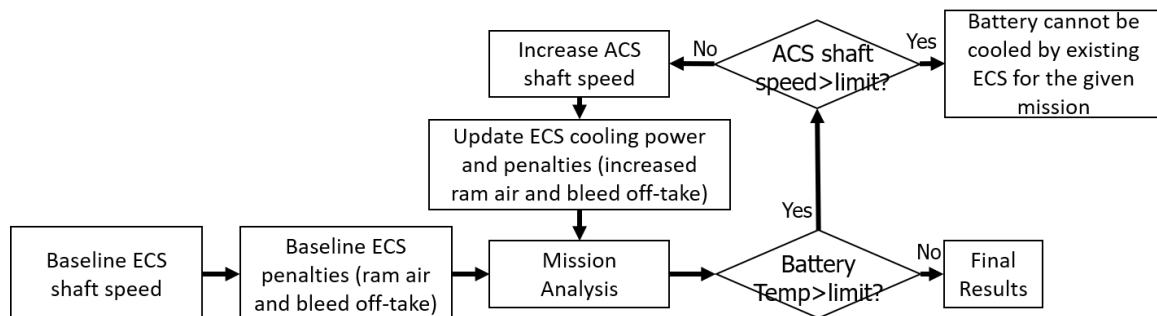 Increase ACS
shaft speed
No
ACS shaft
speed>limit?
Yes
Battery cannot be
cooled by existing
ECS for the given
mission
Update ECS cooling power
and penalties (increased
ram air and bleed off-take)
Yes
Baseline ECS
shaft speed
Baseline ECS
penalties (ram air
and bleed off-take)
Mission
Analysis
Battery
Temp>limit?
No
Final
Results